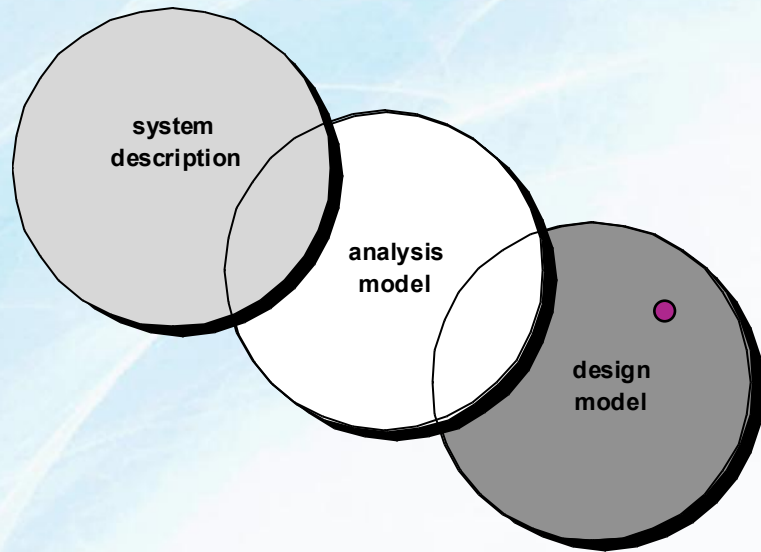 system
description
analysis
model
design
model